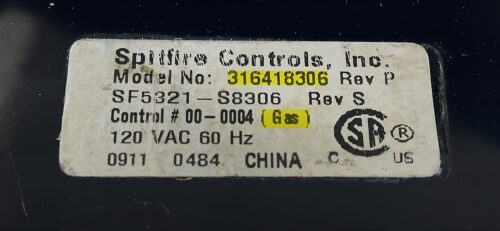 Spitfire Controls, Inc.
Model No: 316418306 Rev P
SF5321-S8306 Rev S
Control # 00-0004 (Gas)
120 VAC 60 Hz
SA ®
0911 0484 CHINA C US